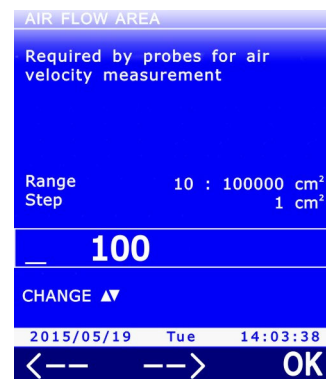 AIR FLOW AREA
Required by probes for air
velocity measurement
Range 10 : 100000 cm²
Step 1 cm²
_ 100
CHANGE ▲▼
2015/05/19 Tue 14:03:38
<-- --> OK